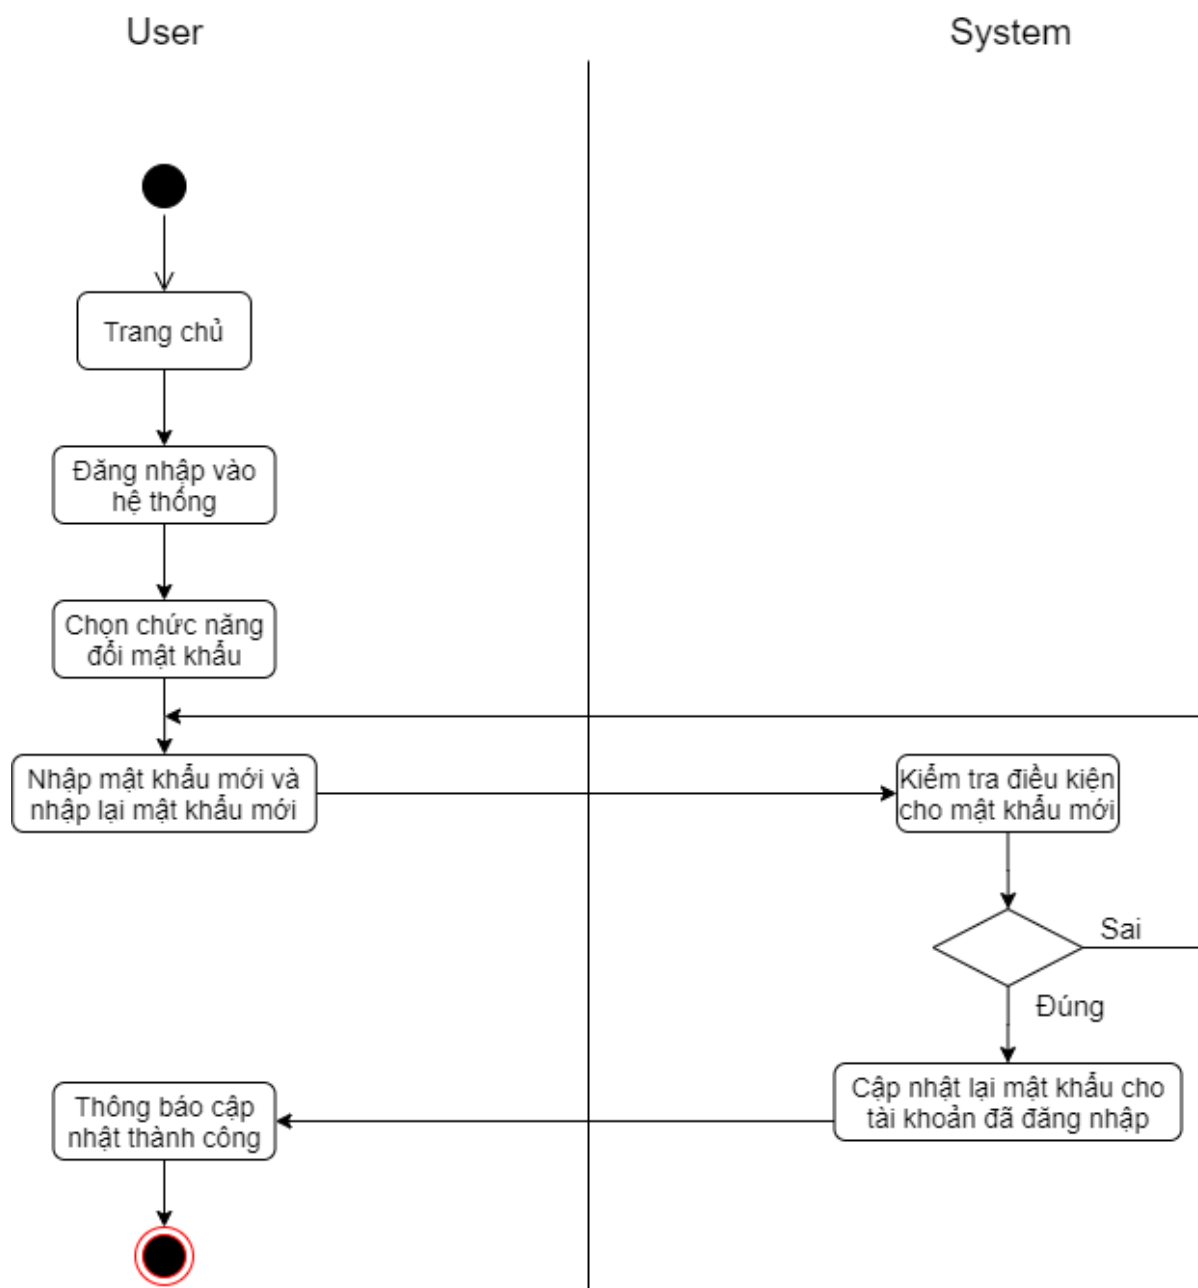 User
System
Trang chủ
Đăng nhập vào
hệ thống
Chọn chức năng
đổi mật khẩu
Nhập mật khẩu mới và
nhập lại mật khẩu mới
Kiểm tra điều kiện
cho mật khẩu mới
Sai
Đúng
Cập nhật lại mật khẩu cho
tài khoản đã đăng nhập
Thông báo cập
nhật thành công